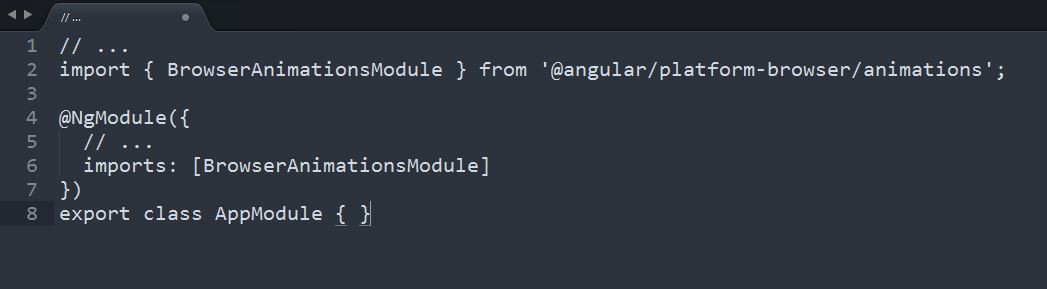 // ...
1 // ...
2 import { BrowserAnimationsModule } from '@angular/platform-browser/animations';
3
4 @NgModule({
5   // ...
6   imports: [BrowserAnimationsModule]
7 })
8 export class AppModule { }